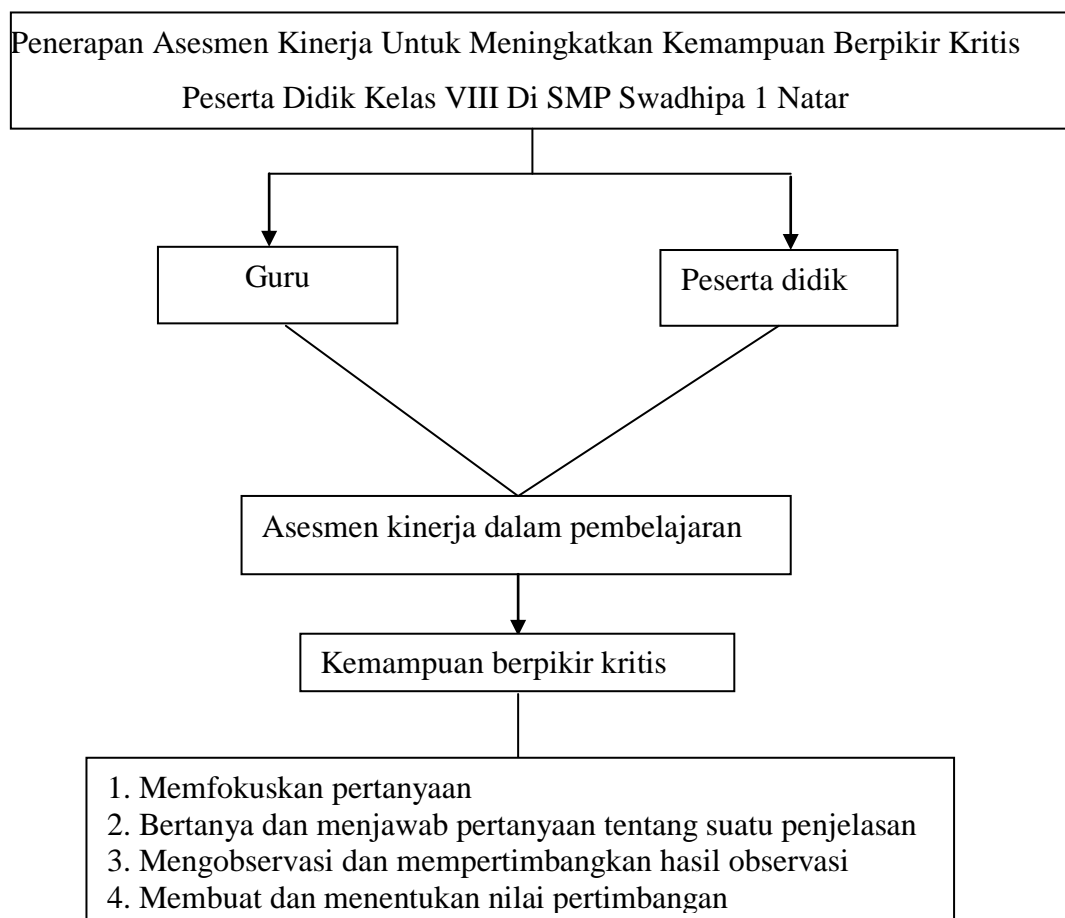 Penerapan Asesmen Kinerja Untuk Meningkatkan Kemampuan Berpikir Kritis
Peserta Didik Kelas VIII Di SMP Swadhipa 1 Natar
Guru
Peserta didik
Asesmen kinerja dalam pembelajaran
Kemampuan berpikir kritis
1. Memfokuskan pertanyaan
2. Bertanya dan menjawab pertanyaan tentang suatu penjelasan
3. Mengobservasi dan mempertimbangkan hasil observasi
4. Membuat dan menentukan nilai pertimbangan